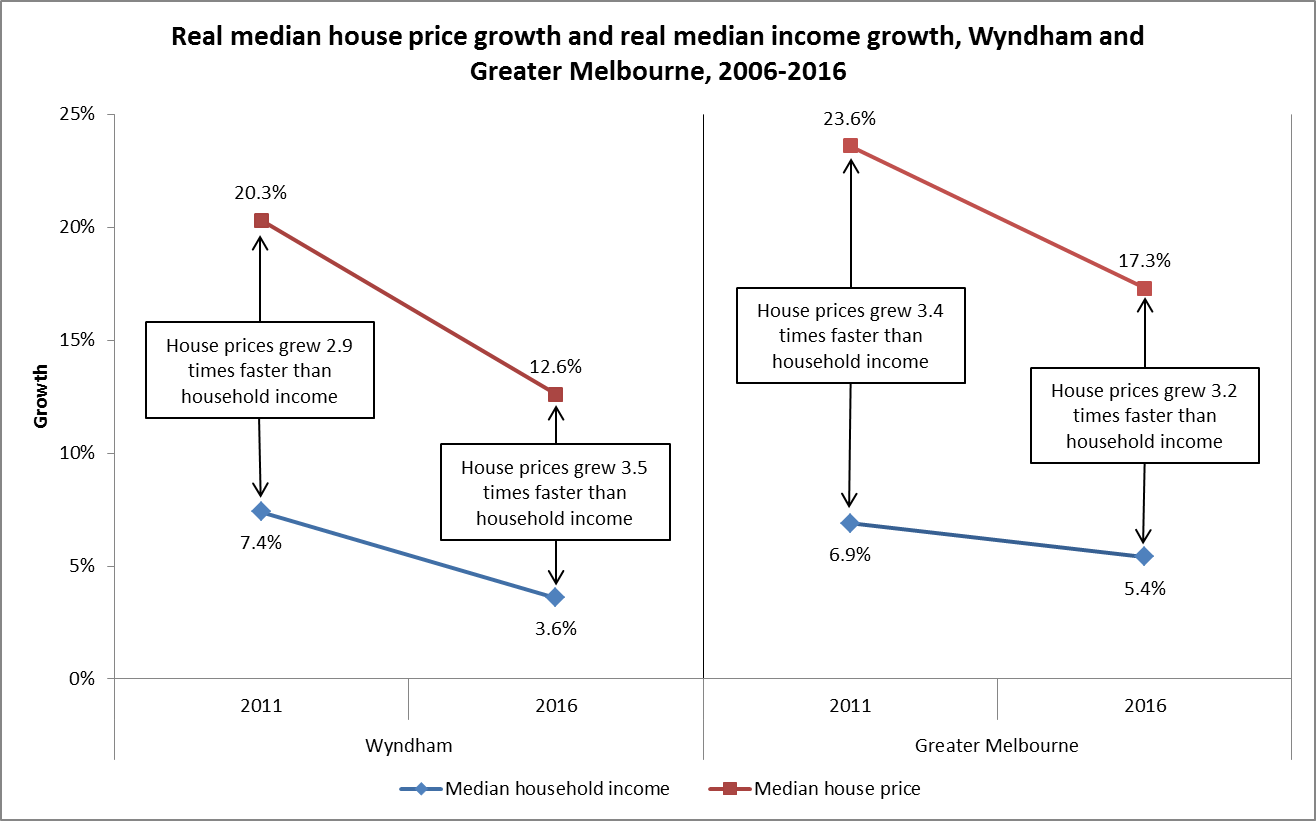 Real median house price growth and real median income growth, Wyndham and
Greater Melbourne, 2006-2016
25%
20%
15%
10%
5%
0%
Growth
20.3%
12.6%
7.4%
3.6%
House prices grew 2.9
times faster than
household income
House prices grew 3.5
times faster than
household income
23.6%
17.3%
6.9%
5.4%
House prices grew 3.4
times faster than
household income
House prices grew 3.2
times faster than
household income
2011
2016
2011
2016
Wyndham
Greater Melbourne
Median household income
Median house price